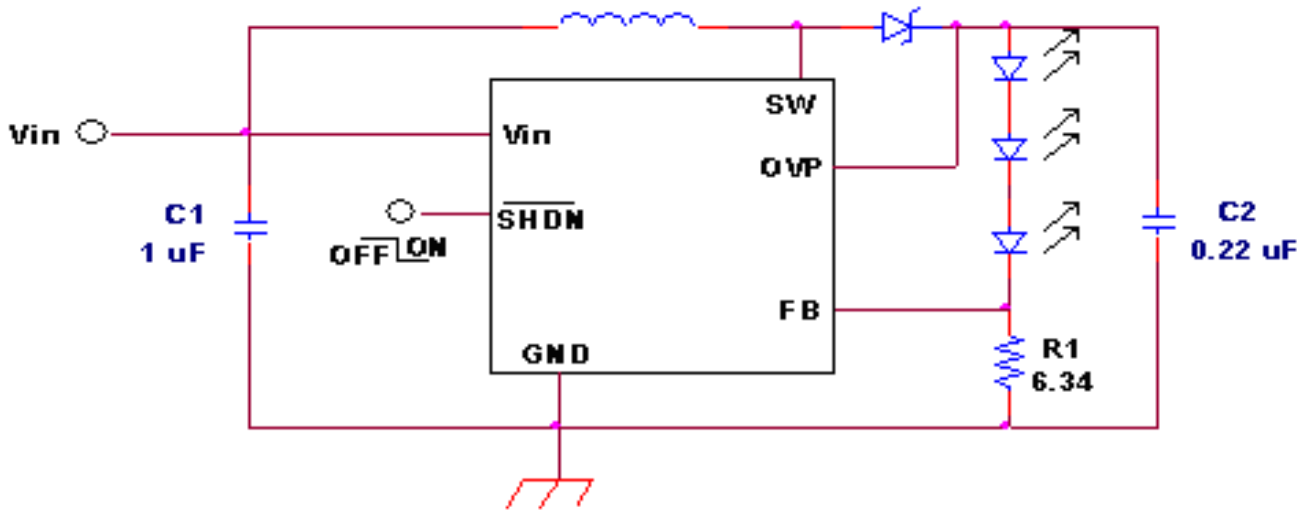 SW
Vin
Vin
OVP
C1
1 uF
SHDN
OFF ON
C2
0.22 uF
FB
GND
R1
6.34